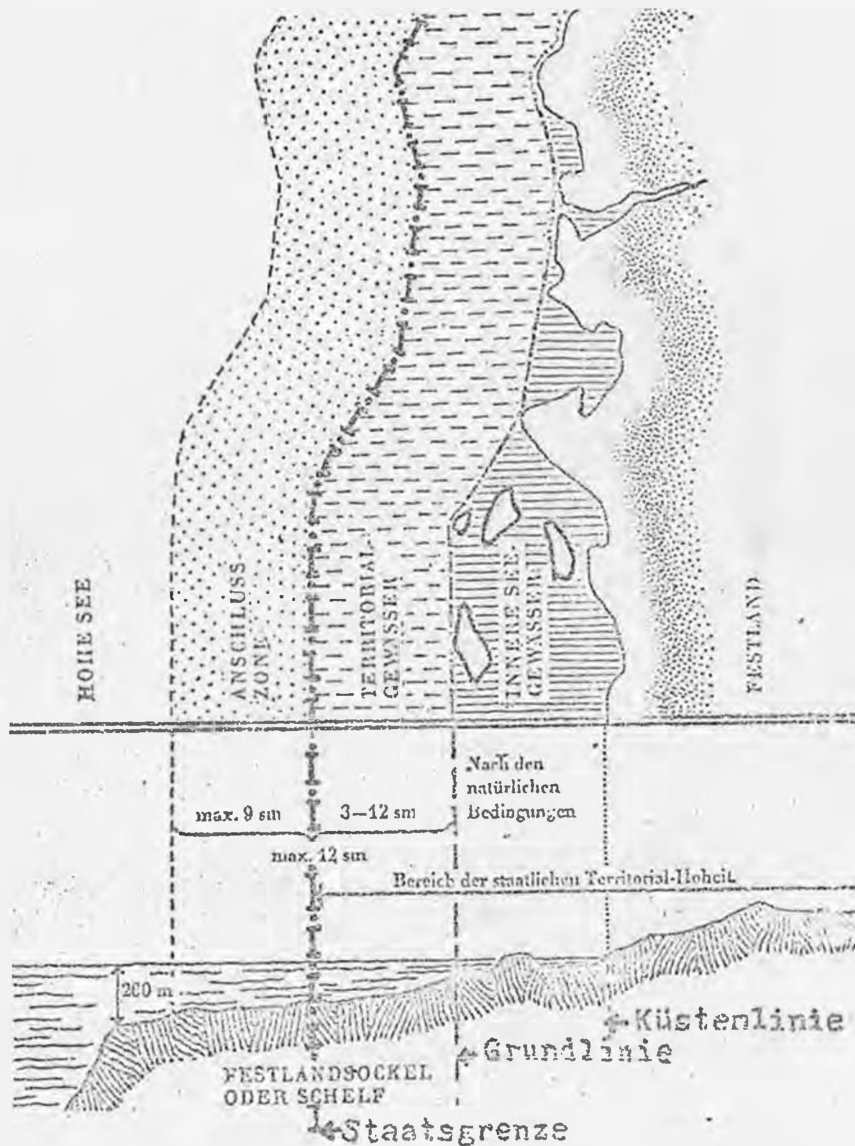 HOHE SEE
ANSCHLUSS
ZONE
TERRITORIAL-
GEWÄSSER
INNERE SEE-
GEWÄSSER
FESTLAND
Nach den
natürlichen
Bedingungen
max. 9 sm
3—12 sm
max. 12 sm
Bereich der staatlichen Territorial-Hoheit
200 m
←Küstenlinie
←Grundlinie
FESTLANDSOCKEL
ODER SCHELF
←Staatsgrenze